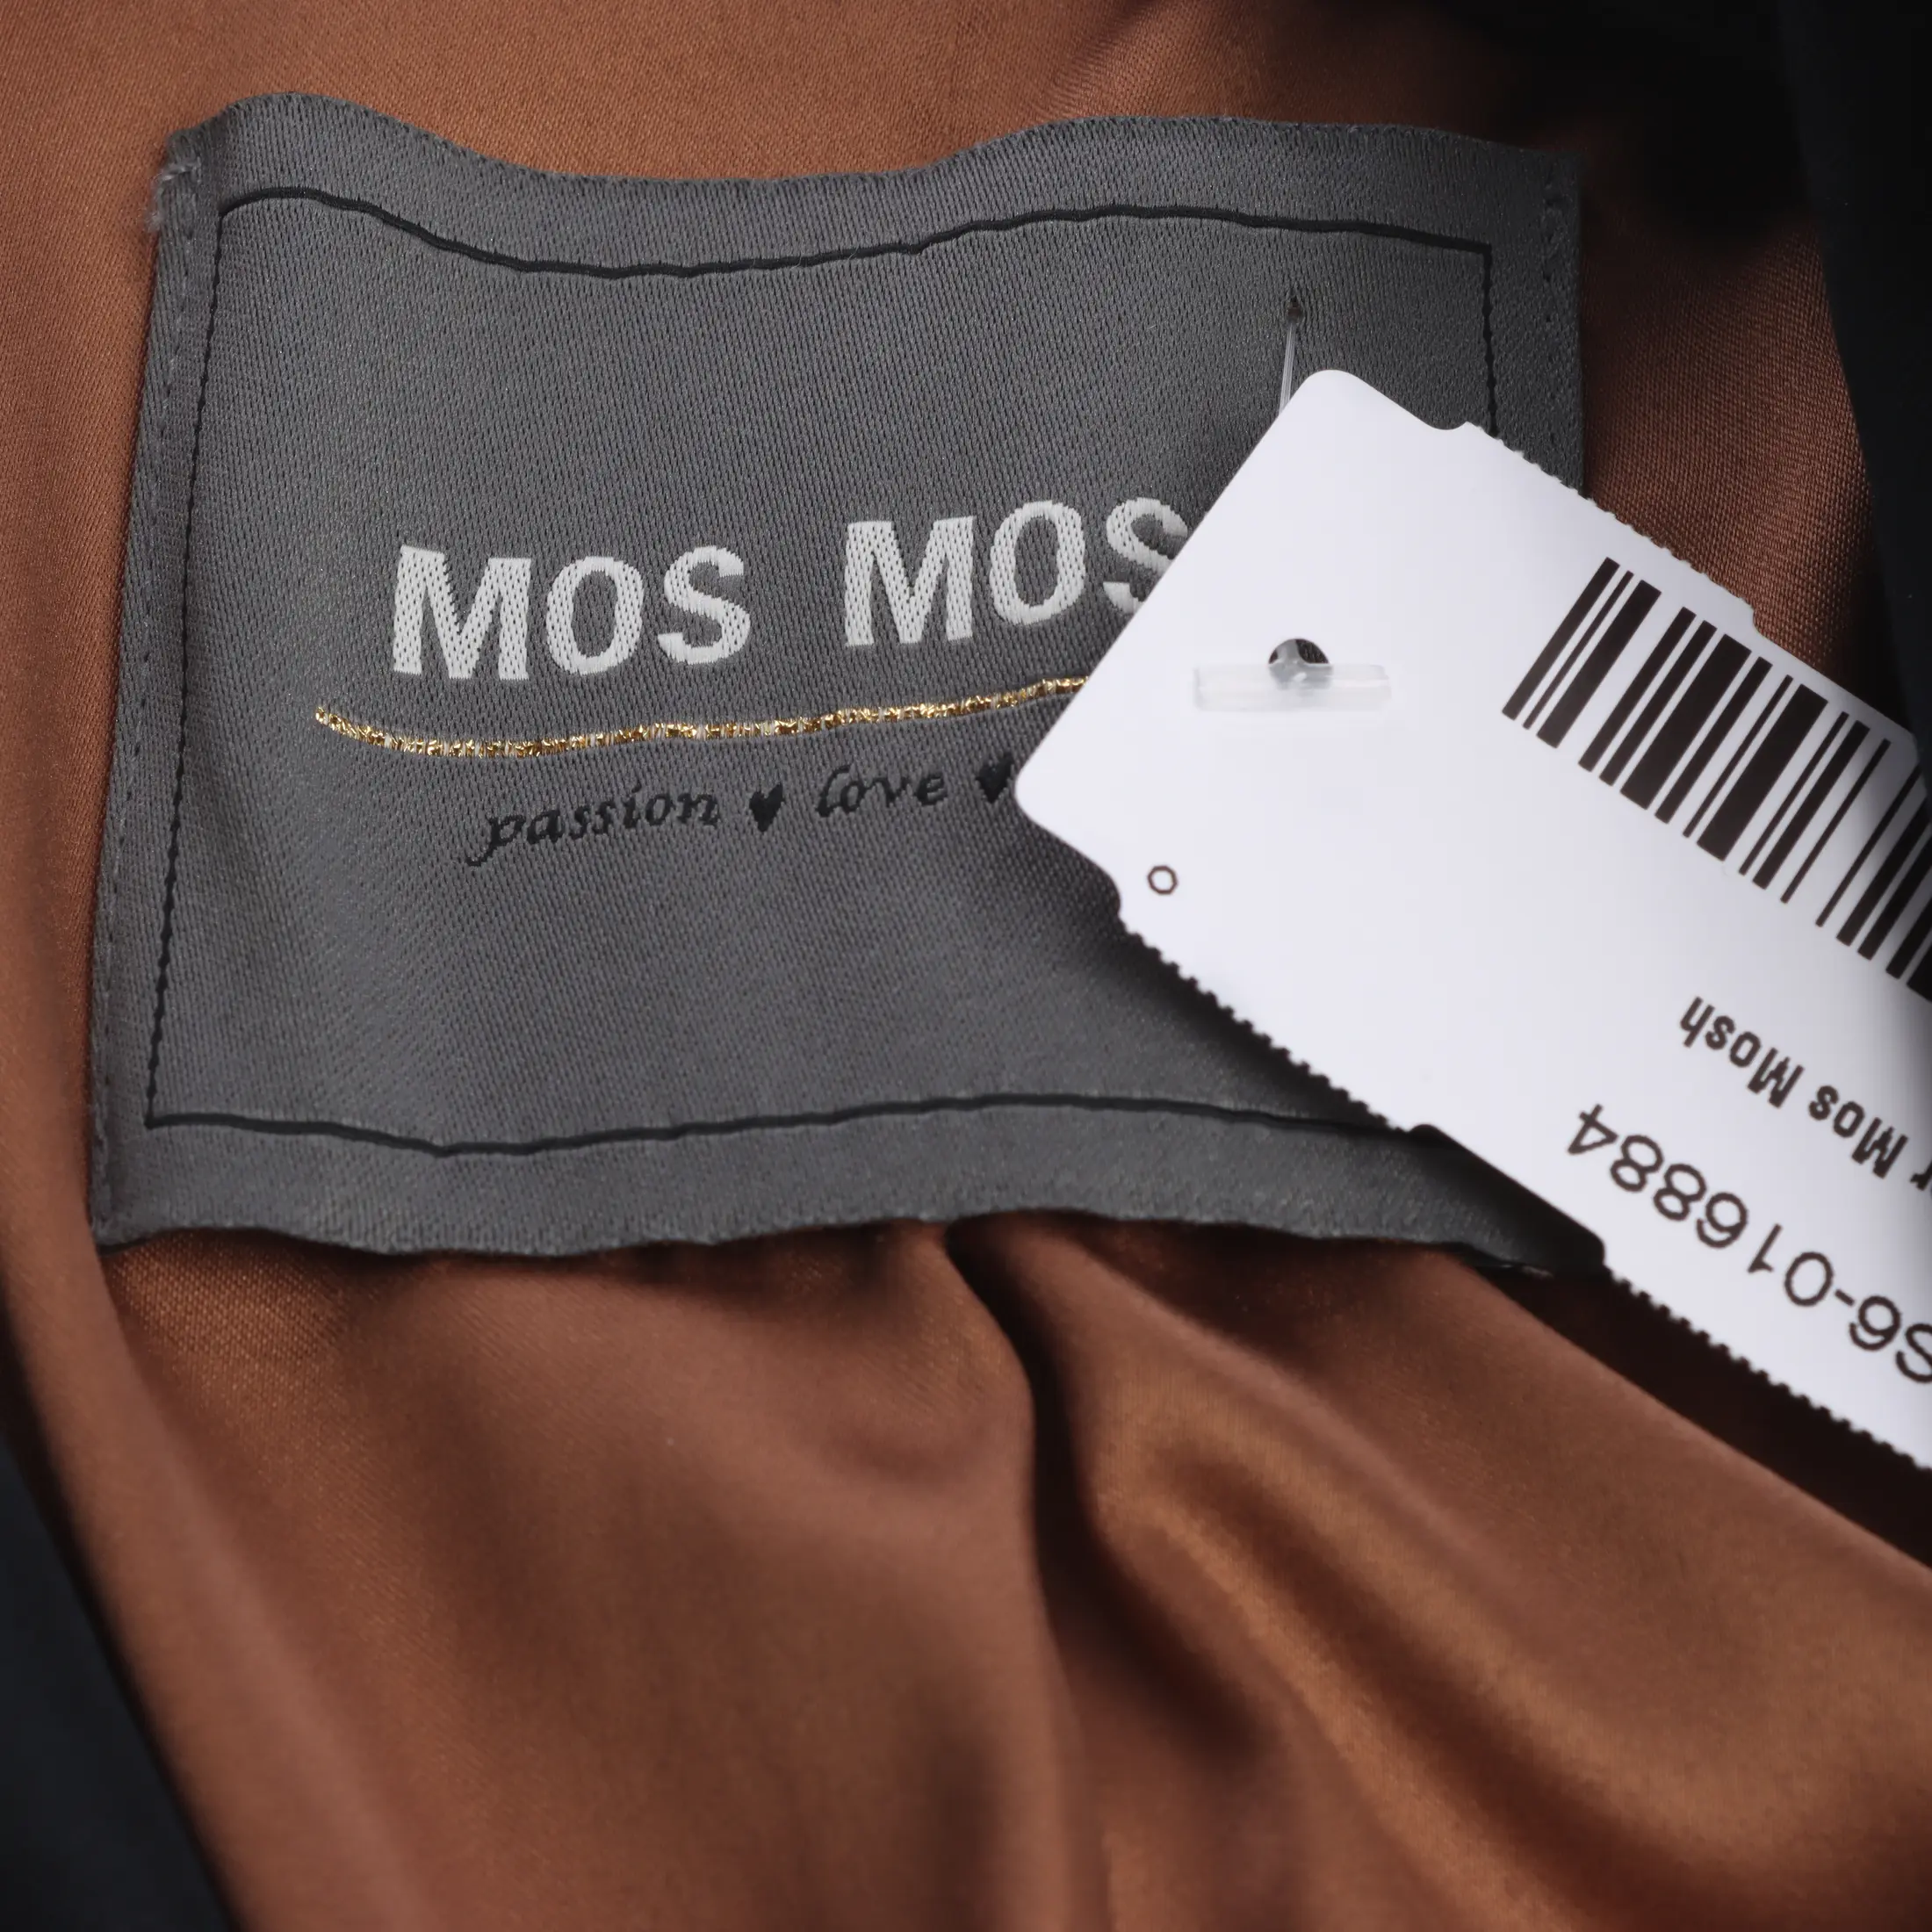 MOS MOS
passion ♥ love ♥
r Mos Mosh
S6-016884